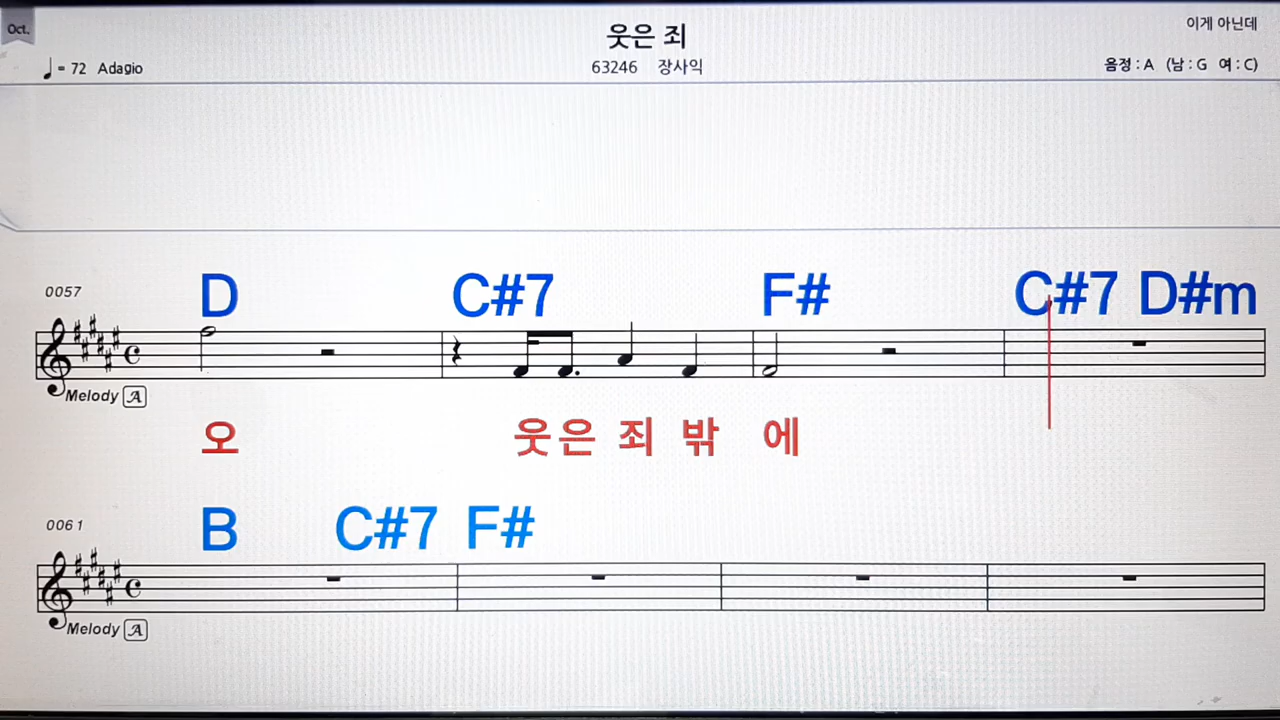 Oct.
웃은 죄
이게 아닌데
♩= 72 Adagio
63246 장사익
음정 : A (남 : G 여 : C)
0057
D C#7 F# C#7 D#m
Melody A
오 웃은 죄 밖 에
0061
B C#7 F#
Melody A